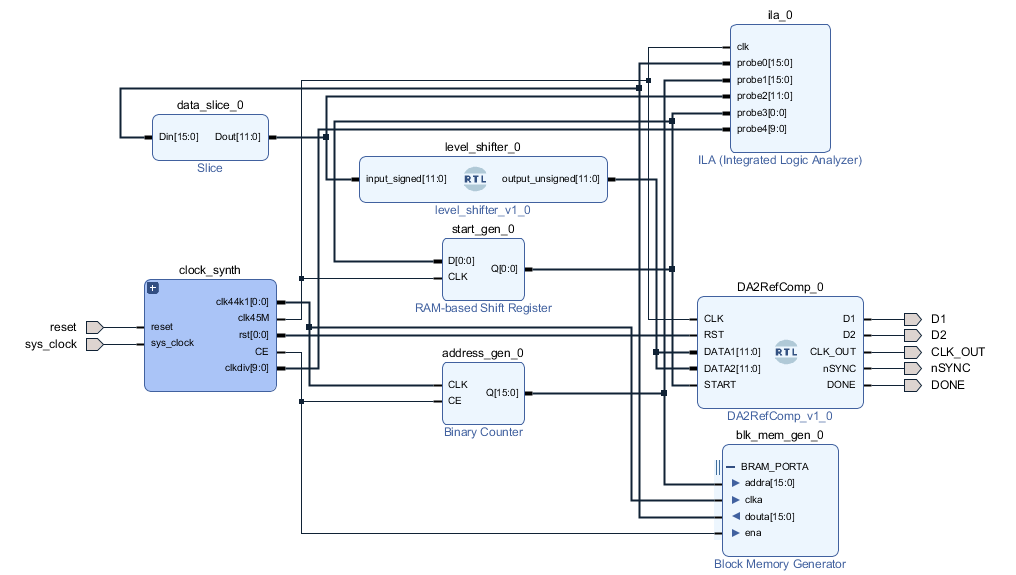 ila_0
clk
probe0[15:0]
probe1[15:0]
probe2[11:0]
probe3[0:0]
probe4[9:0]
ILA (Integrated Logic Analyzer)
data_slice_0
Din[15:0] Dout[11:0]
Slice
level_shifter_0
input_signed[11:0] RTL output_unsigned[11:0]
level_shifter_v1_0
start_gen_0
D[0:0]
CLK
Q[0:0]
RAM-based Shift Register
clock_synth
reset
sys_clock
reset
sys_clock
clk44k1[0:0]
clk45M
rst[0:0]
CE
clkdiv[9:0]
address_gen_0
CLK
CE
Q[15:0]
Binary Counter
DA2RefComp_0
CLK
RST
DATA1[11:0]
DATA2[11:0]
START
RTL
D1
D2
CLK_OUT
nSYNC
DONE
D1
D2
CLK_OUT
nSYNC
DONE
DA2RefComp_v1_0
blk_mem_gen_0
BRAM_PORTA
addra[15:0]
clka
douta[15:0]
ena
Block Memory Generator